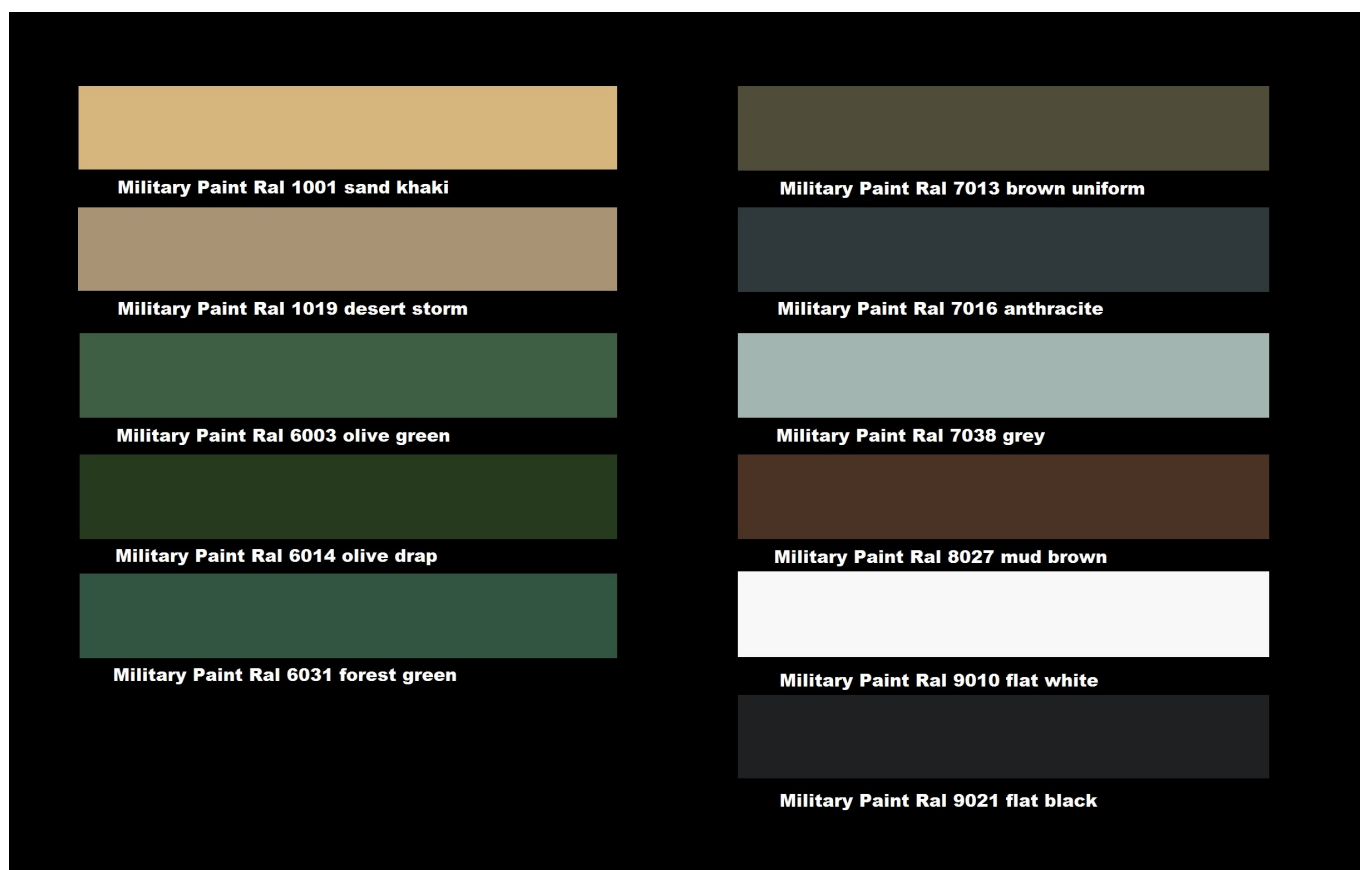 Military Paint Ral 1001 sand khaki
Military Paint Ral 1019 desert storm
Military Paint Ral 6003 olive green
Military Paint Ral 6014 olive drap
Military Paint Ral 6031 forest green
Military Paint Ral 7013 brown uniform
Military Paint Ral 7016 anthracite
Military Paint Ral 7038 grey
Military Paint Ral 8027 mud brown
Military Paint Ral 9010 flat white
Military Paint Ral 9021 flat black